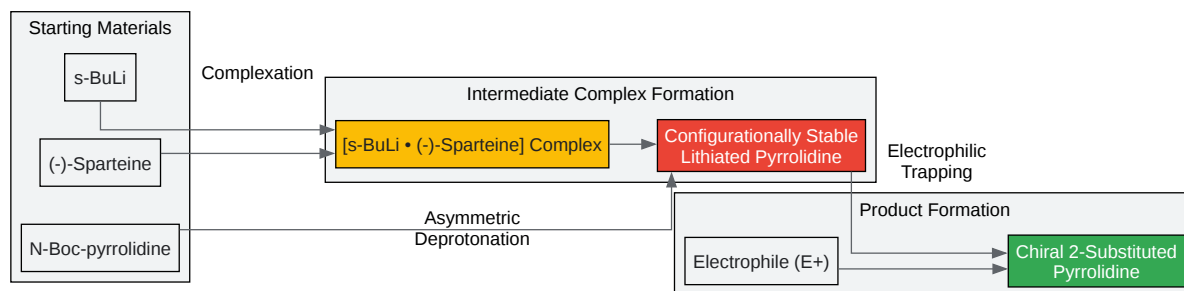 Starting Materials
s-BuLi
(-)-Sparteine
N-Boc-pyrrolidine
Complexation
Intermediate Complex Formation
[s-BuLi • (-)-Sparteine] Complex
Configurationally Stable
Lithiated Pyrrolidine
Asymmetric
Deprotonation
Electrophilic
Trapping
Product Formation
Electrophile (E+)
Chiral 2-Substituted
Pyrrolidine